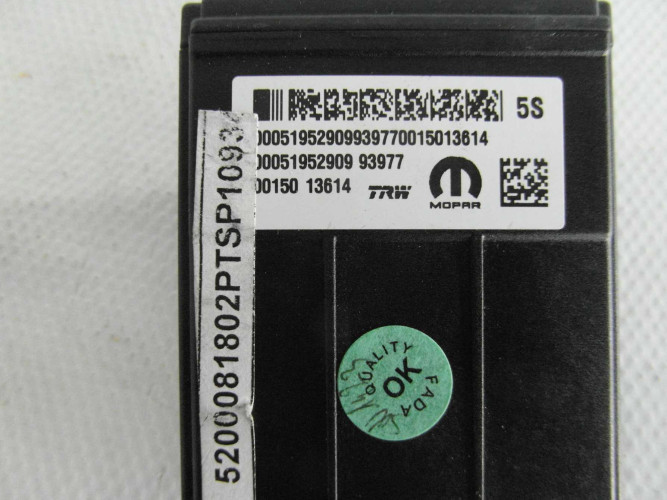 5S
00051952909939770015013614
00051952909 93977
00150 13614 TRW MOPAR
5200081802PTSP1093
QUALITY
OK
FADA